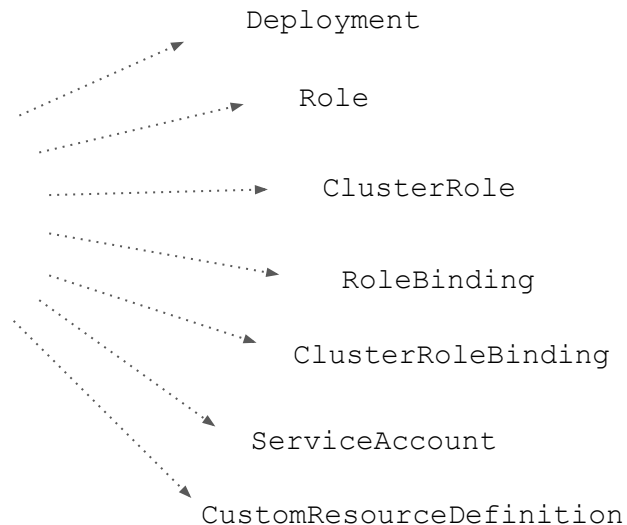 Deployment
Role
ClusterRole
RoleBinding
ClusterRoleBinding
ServiceAccount
CustomResourceDefinition